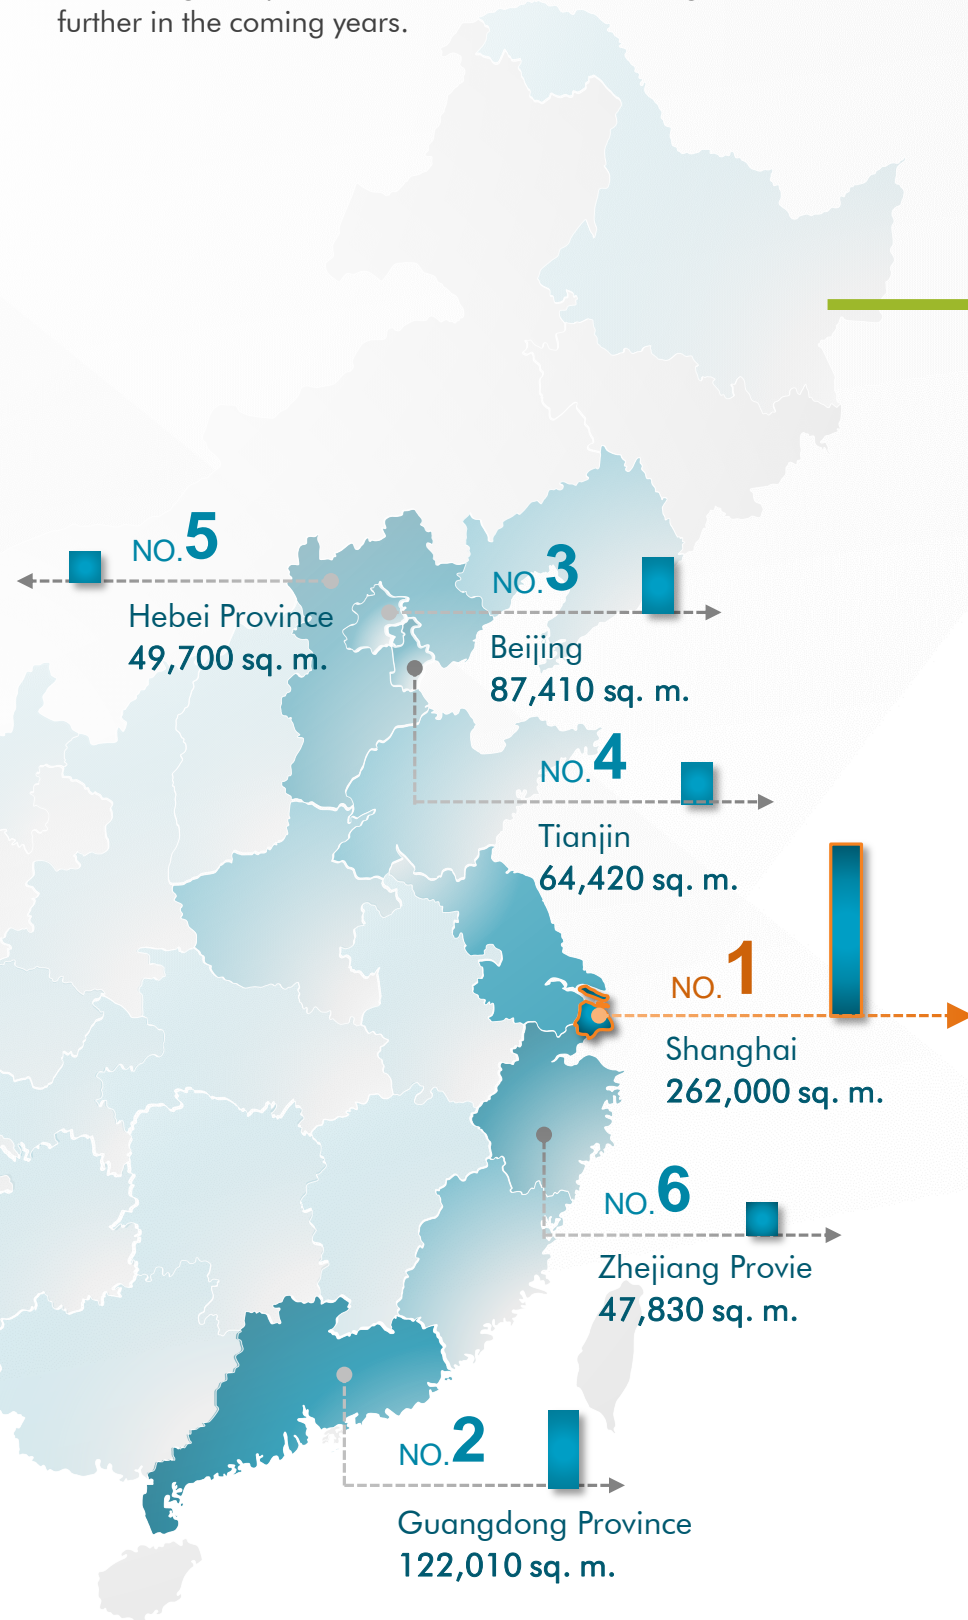 further in the coming years.
NO.5
Hebei Province
49,700 sq. m.
NO.3
Beijing
87,410 sq. m.
NO.4
Tianjin
64,420 sq. m.
NO.1
Shanghai
262,000 sq. m.
NO.6
Zhejiang Provie
47,830 sq. m.
NO.2
Guangdong Province
122,010 sq. m.